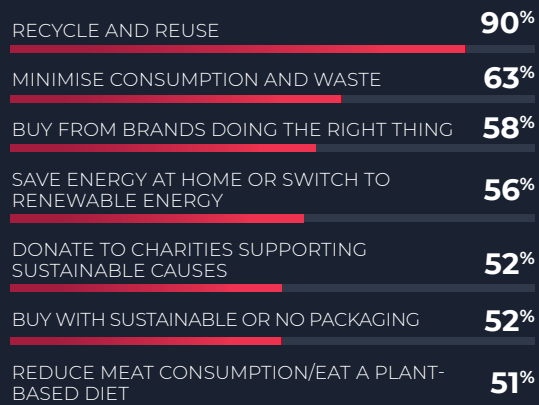 RECYCLE AND REUSE 90%
MINIMISE CONSUMPTION AND WASTE 63%
BUY FROM BRANDS DOING THE RIGHT THING 58%
SAVE ENERGY AT HOME OR SWITCH TO
RENEWABLE ENERGY 56%
DONATE TO CHARITIES SUPPORTING
SUSTAINABLE CAUSES 52%
BUY WITH SUSTAINABLE OR NO PACKAGING 52%
REDUCE MEAT CONSUMPTION/EAT A PLANT-
BASED DIET 51%